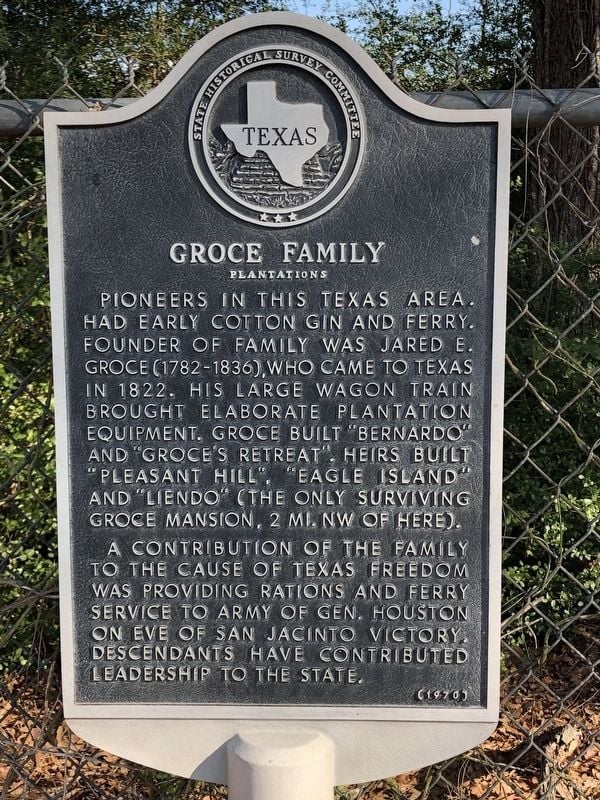 STATE HISTORICAL SURVEY COMMITTEE
TEXAS
GROCE FAMILY
PLANTATIONS
PIONEERS IN THIS TEXAS AREA.
HAD EARLY COTTON GIN AND FERRY.
FOUNDER OF FAMILY WAS JARED E.
GROCE (1782-1836), WHO CAME TO TEXAS
IN 1822. HIS LARGE WAGON TRAIN
BROUGHT ELABORATE PLANTATION
EQUIPMENT. GROCE BUILT "BERNARDO"
AND "GROCE'S RETREAT". HEIRS BUILT
"PLEASANT HILL", "EAGLE ISLAND"
AND "LIENDO" (THE ONLY SURVIVING
GROCE MANSION, 2 MI. NW OF HERE).
A CONTRIBUTION OF THE FAMILY
TO THE CAUSE OF TEXAS FREEDOM
WAS PROVIDING RATIONS AND FERRY
SERVICE TO ARMY OF GEN. HOUSTON
ON EVE OF SAN JACINTO VICTORY.
DESCENDANTS HAVE CONTRIBUTED
LEADERSHIP TO THE STATE.
(1970)